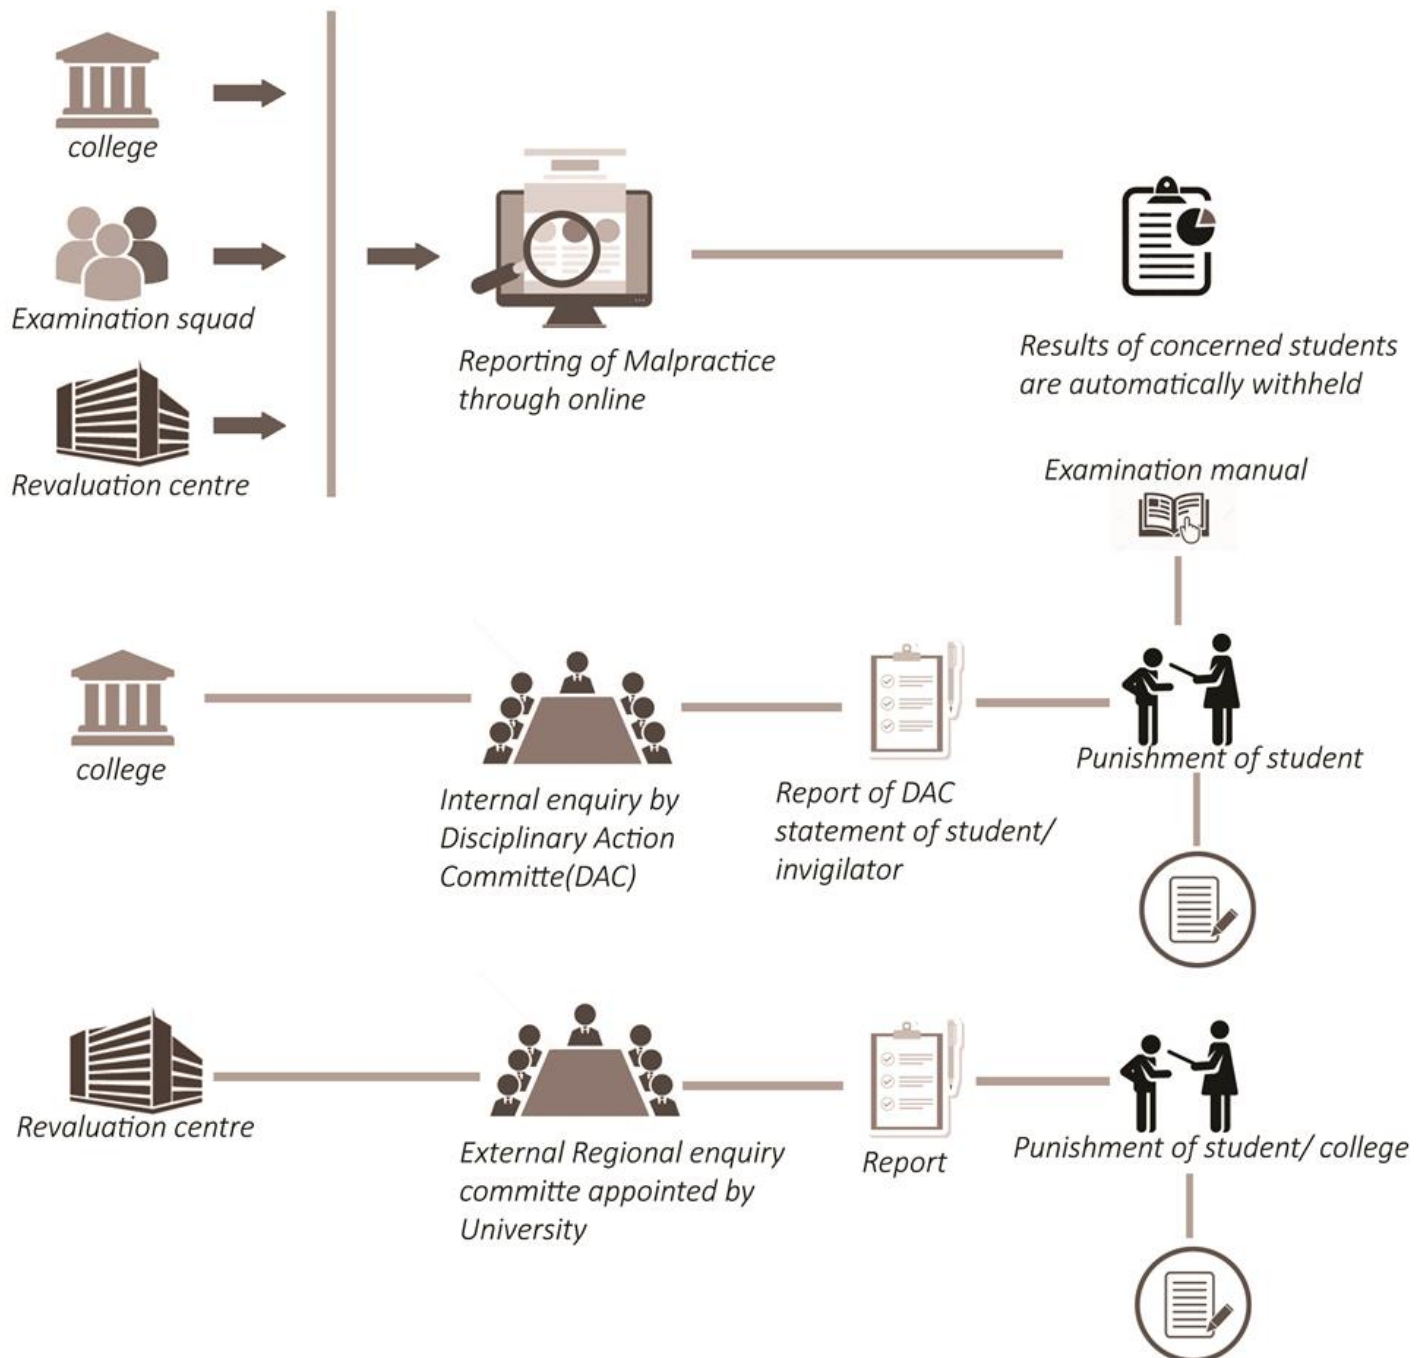 college
Examination squad
Revaluation centre
Reporting of Malpractice
through online
Results of concerned students
are automatically withheld
Examination manual
college
Internal enquiry by
Disciplinary Action
Committe(DAC)
Report of DAC
statement of student/
invigilator
Punishment of student
Revaluation centre
External Regional enquiry
committe appointed by
University
Report
Punishment of student/ college